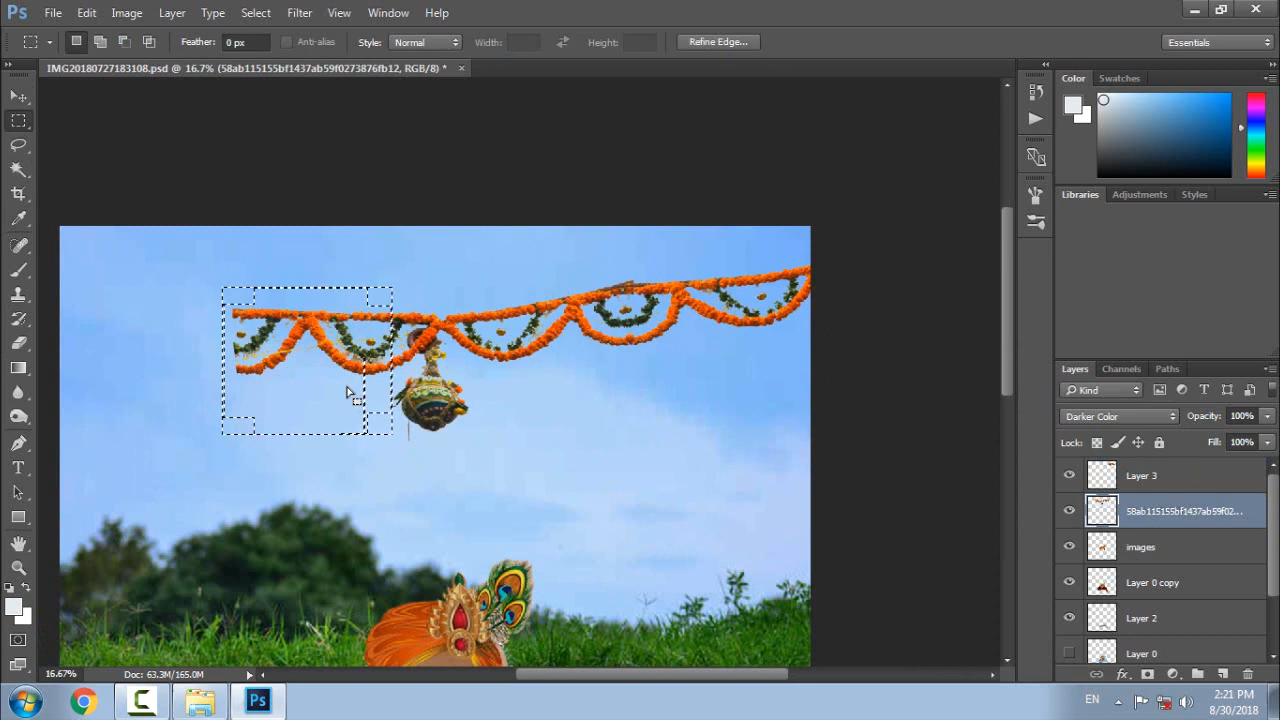 Ps File Edit Image Layer Type Select Filter 3D View Window Help
Feather: 0 px Anti-alias Style: Normal Width: Height: Refine Edge... Essentials
IMG20180727183108.psd @ 16.7% (58ab115155bf1437ab59f0273876fb12, RGB/8) * ×
Color Swatches
Libraries Adjustments Styles
Layers Channels Paths
Kind
Darker Color Opacity: 100%
Lock: Fill: 100%
Layer 3
58ab115155bf1437ab59f02...
images
Layer 0 copy
Layer 2
Layer 0
16.67% Doc: 63.3M/165.0M
EN 2:21 PM
8/30/2018